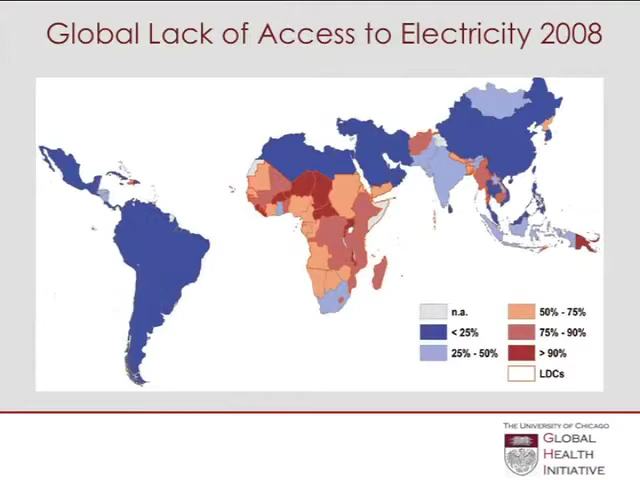 Global Lack of Access to Electricity 2008
n.a.
< 25%
25% - 50%
50% - 75%
75% - 90%
> 90%
LDCs
THE UNIVERSITY OF CHICAGO
GLOBAL
HEALTH
INITIATIVE